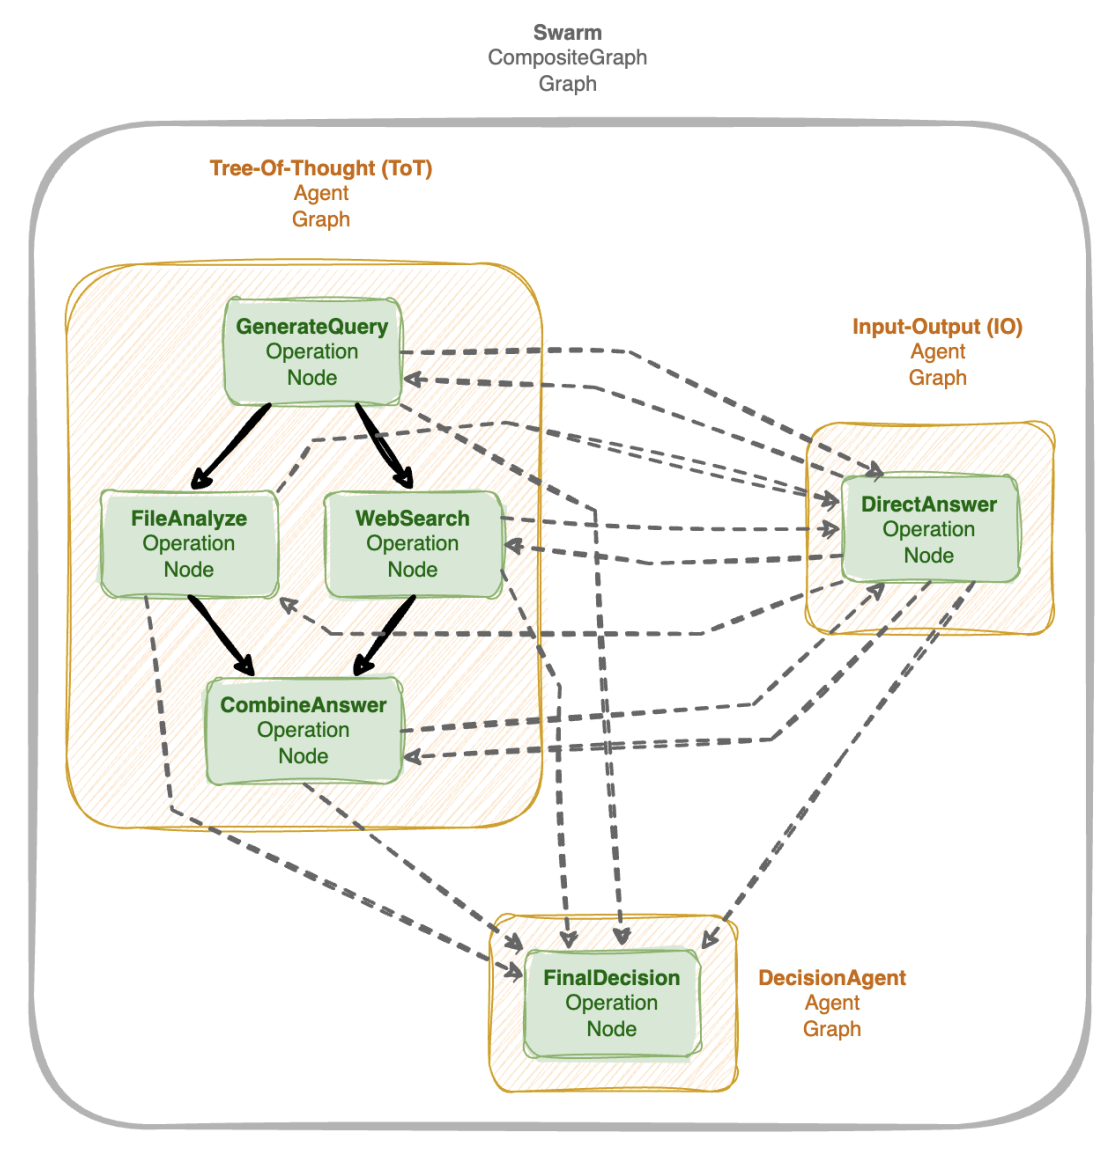 Swarm
CompositeGraph
Graph
Tree-Of-Thought (ToT)
Agent
Graph
GenerateQuery
Operation
Node
Input-Output (IO)
Agent
Graph
FileAnalyze
Operation
Node
WebSearch
Operation
Node
DirectAnswer
Operation
Node
CombineAnswer
Operation
Node
FinalDecision
Operation
Node
DecisionAgent
Agent
Graph